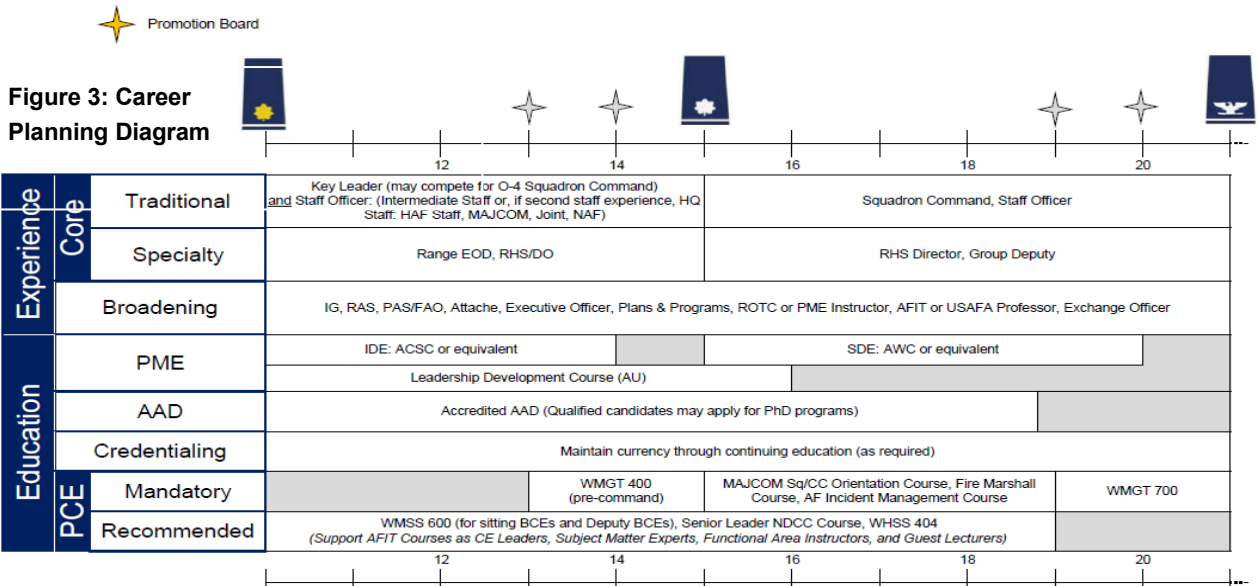 Promotion Board
Figure 3: Career
Planning Diagram
12
14
16
18
20
Experience
Core
Traditional
Key Leader (may compete for O-4 Squadron Command)
and Staff Officer: (Intermediate Staff or, if second staff experience, HQ
Staff: HAF Staff, MAJCOM, Joint, NAF)
Squadron Command, Staff Officer
Specialty
Range EOD, RHS/DO
RHS Director, Group Deputy
Broadening
IG, RAS, PAS/FAO, Attache, Executive Officer, Plans & Programs, ROTC or PME Instructor, AFIT or USAFA Professor, Exchange Officer
Education
PME
IDE: ACSC or equivalent
SDE: AWC or equivalent
Leadership Development Course (AU)
AAD
Accredited AAD (Qualified candidates may apply for PhD programs)
Credentialing
Maintain currency through continuing education (as required)
PCE
Mandatory
WMGT 400
(pre-command)
MAJCOM Sq/CC Orientation Course, Fire Marshall
Course, AF Incident Management Course
WMGT 700
Recommended
WMSS 600 (for sitting BCEs and Deputy BCEs), Senior Leader NDCC Course, WHSS 404
(Support AFIT Courses as CE Leaders, Subject Matter Experts, Functional Area Instructors, and Guest Lecturers)
12
14
16
18
20